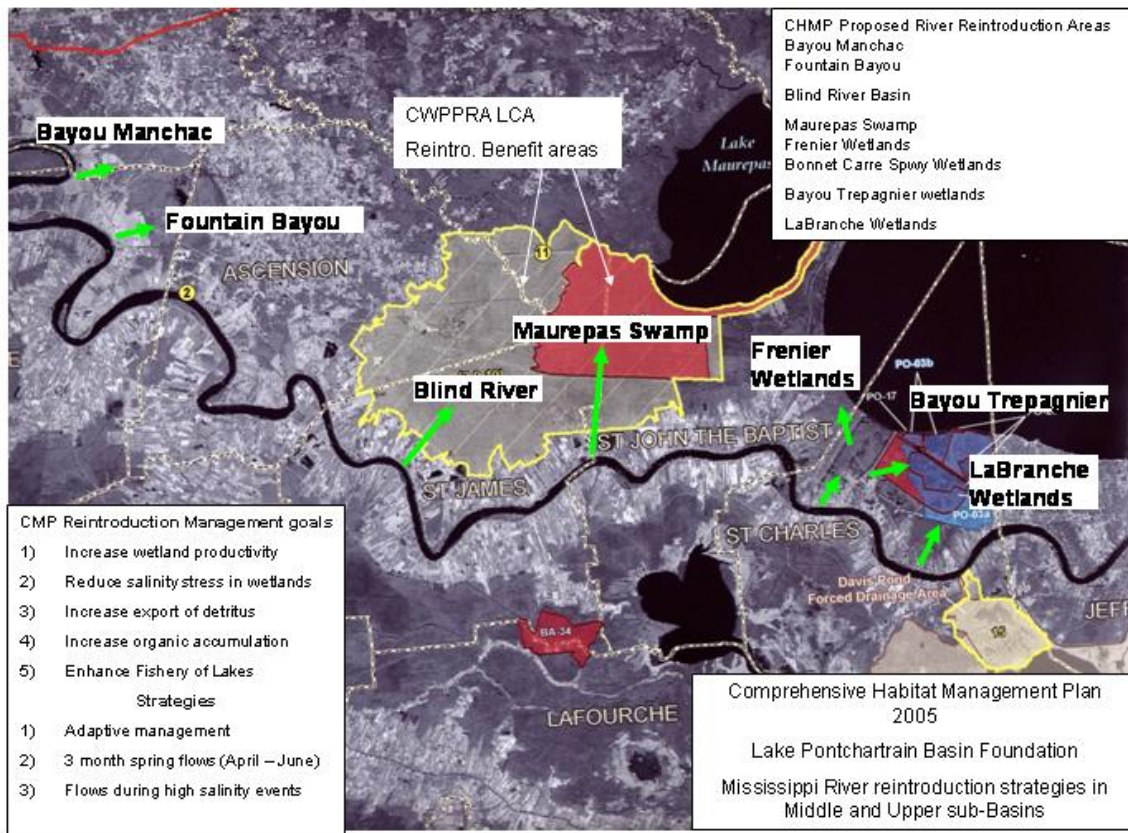 CHMP Proposed River Reintroduction Areas
Bayou Manchac
Fountain Bayou
Blind River Basin
Maurepas Swamp
Frenier Wetlands
Bonnet Carre Spwy Wetlands
Bayou Trepagnier wetlands
LaBranche Wetlands
CWPPRA LCA
Reintro. Benefit areas
Lake
Maurepas
Bayou Manchac
Fountain Bayou
ASCENSION
2
11
Maurepas Swamp
Blind River
Frenier
Wetlands
PO-03b
PO-17
Bayou Trepagnier
LaBranche
Wetlands
PO-03a
ST JOHN THE BAPTIST
ST JAMES
ST CHARLES
Davis Pond
Forced Drainage Area
15
JEFF
BA-34
LAFOURCHE
CMP Reintroduction Management goals
1) Increase wetland productivity
2) Reduce salinity stress in wetlands
3) Increase export of detritus
4) Increase organic accumulation
5) Enhance Fishery of Lakes
Strategies
1) Adaptive management
2) 3 month spring flows (April – June)
3) Flows during high salinity events
Comprehensive Habitat Management Plan
2005
Lake Pontchartrain Basin Foundation
Mississippi River reintroduction strategies in
Middle and Upper sub-Basins